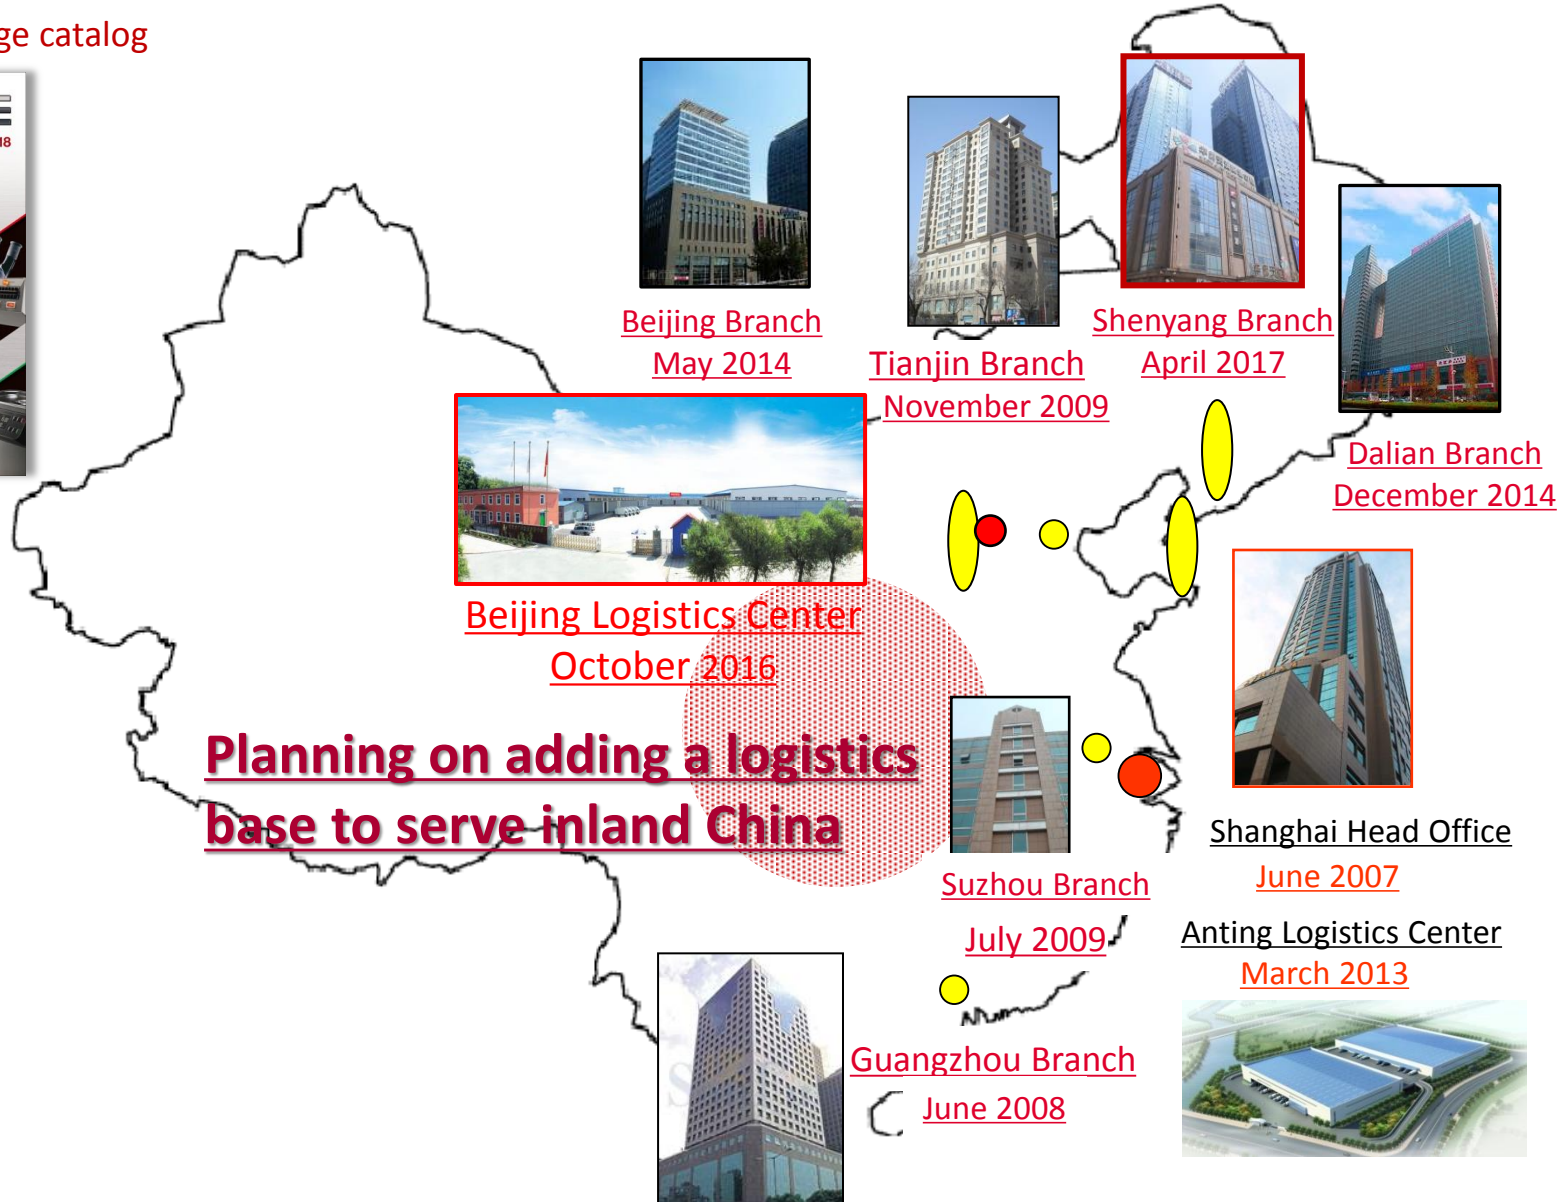 ge catalog
E
18
Beijing Branch
May 2014
Tianjin Branch
November 2009
Shenyang Branch
April 2017
Dalian Branch
December 2014
Beijing Logistics Center
October 2016
Planning on adding a logistics
base to serve inland China
Suzhou Branch
July 2009
Shanghai Head Office
June 2007
Anting Logistics Center
March 2013
Guangzhou Branch
June 2008